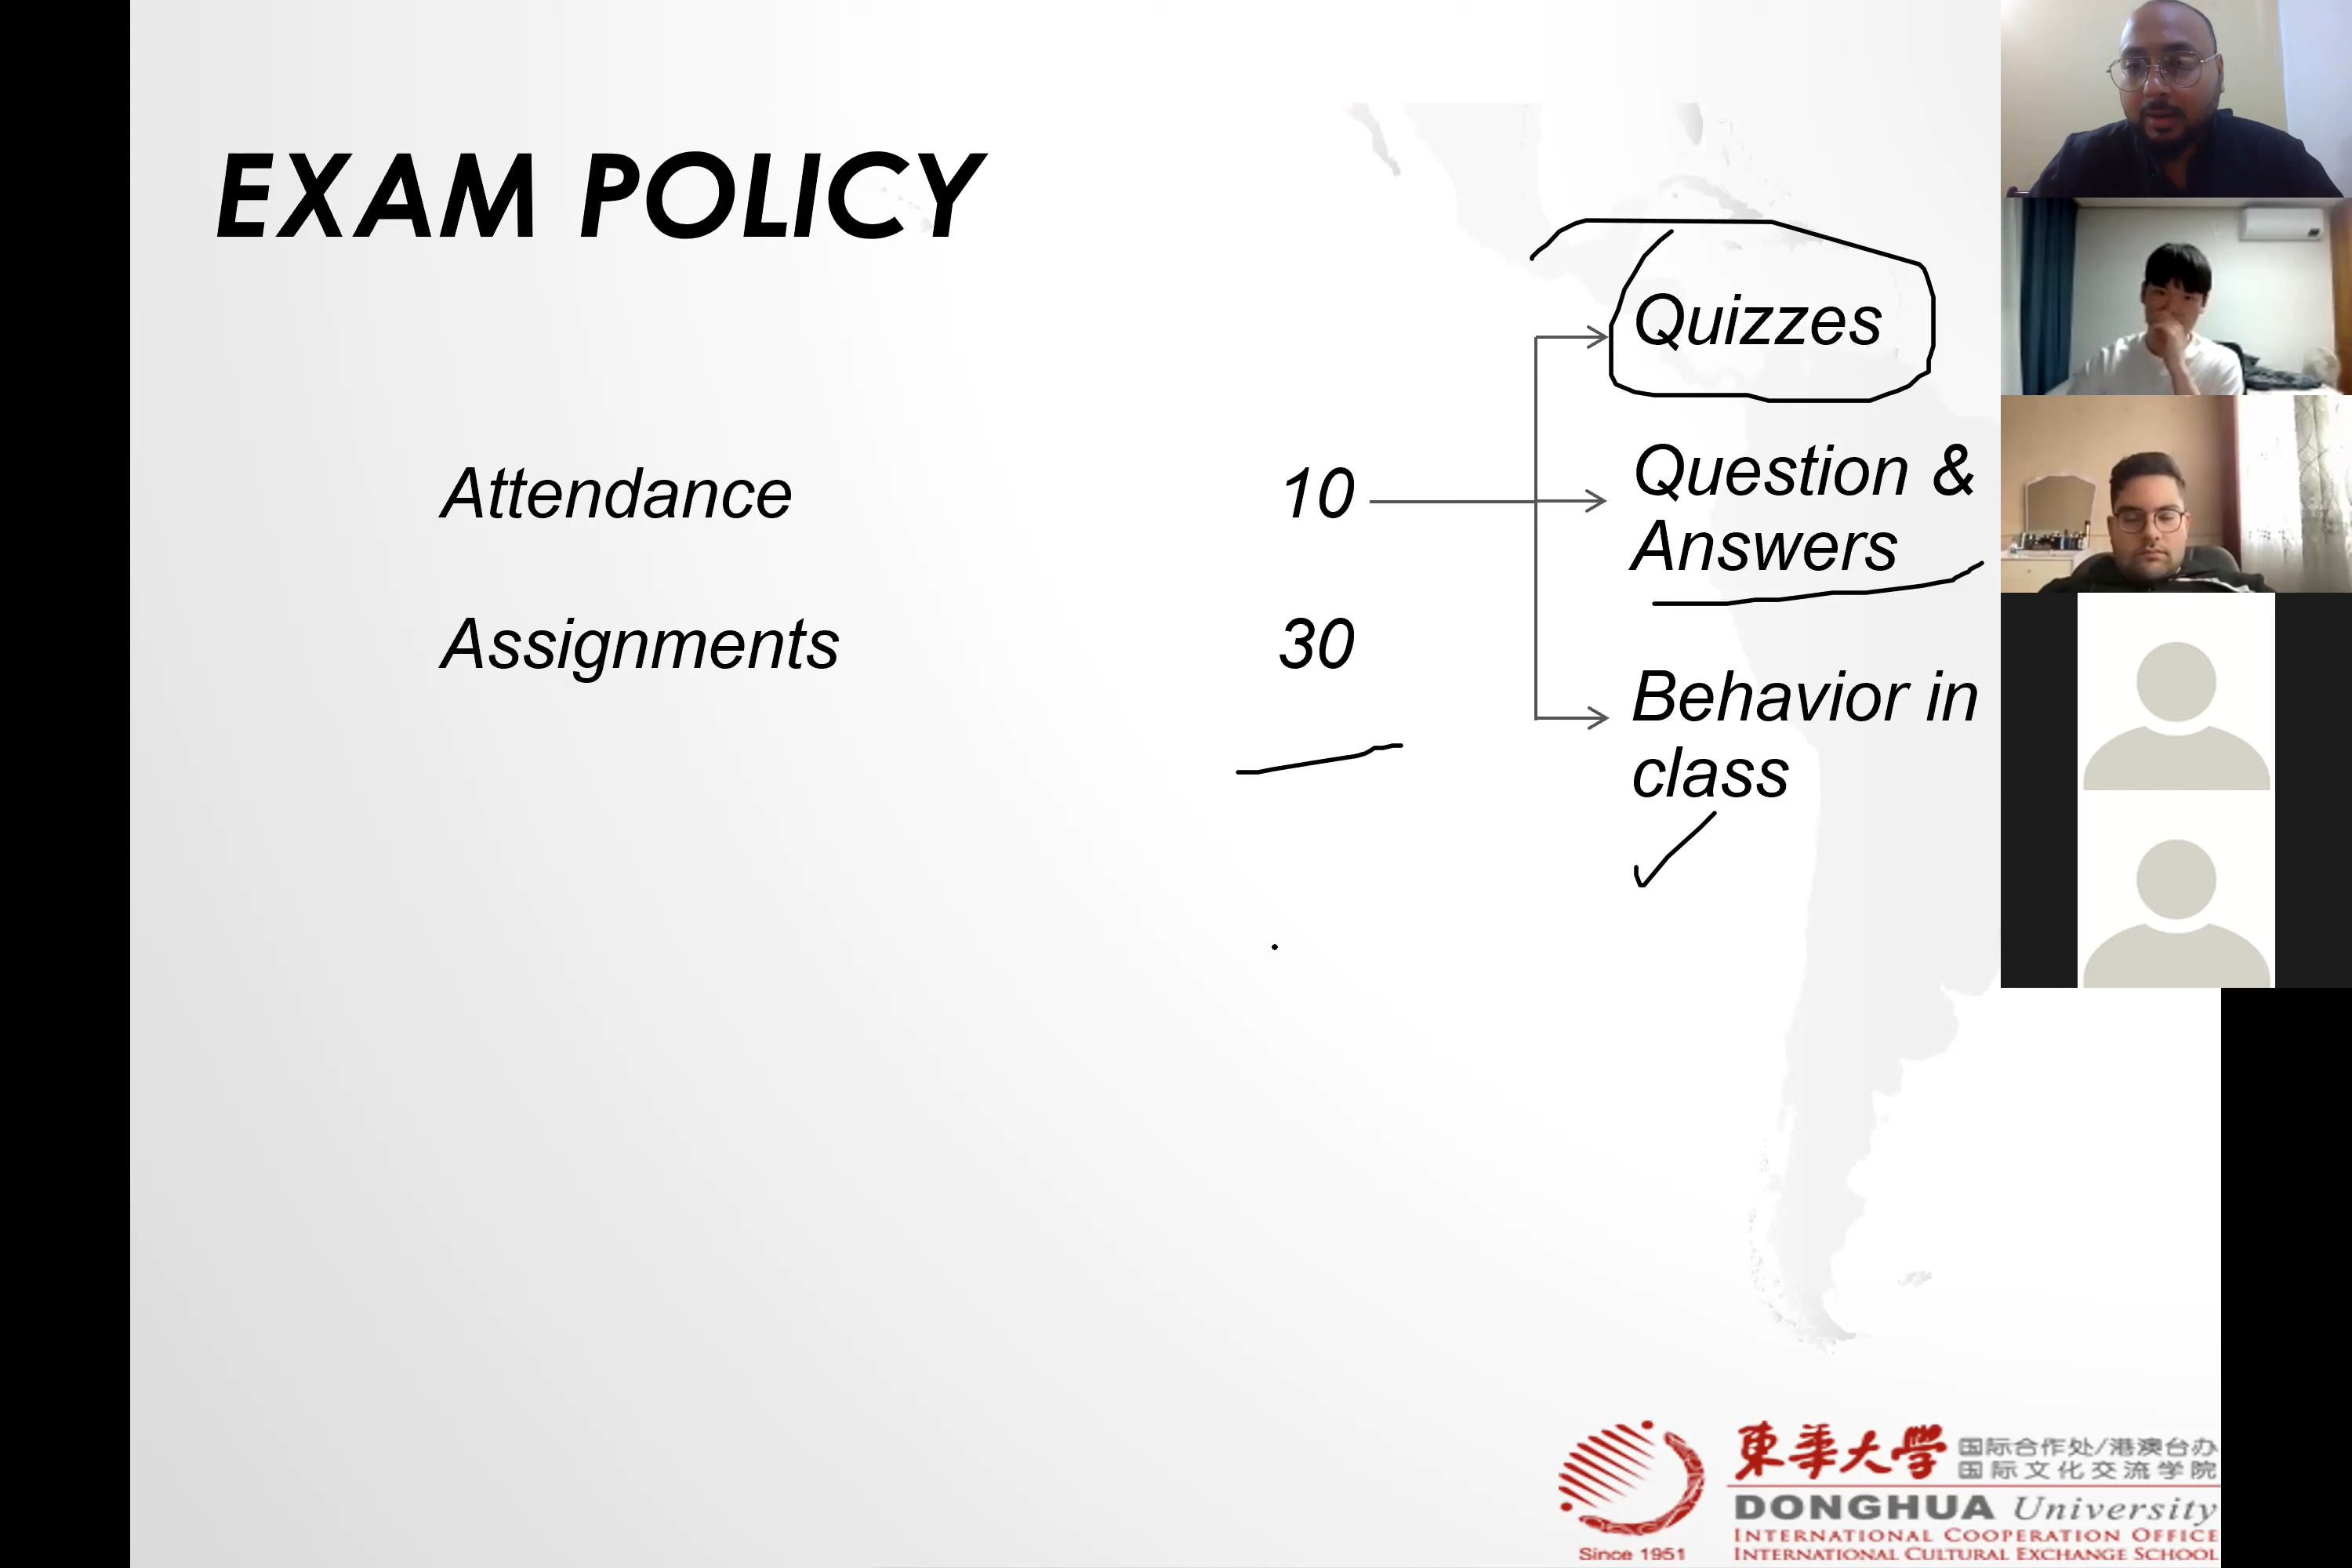 EXAM POLICY
Quizzes
Attendance 10
Question &
Answers
Assignments 30
Behavior in
class
東華大學
国际合作处/港澳台办
国际文化交流学院
DONGHUA University
INTERNATIONAL COOPERATION OFFICE
INTERNATIONAL CULTURAL EXCHANGE SCHOOL
Since 1951